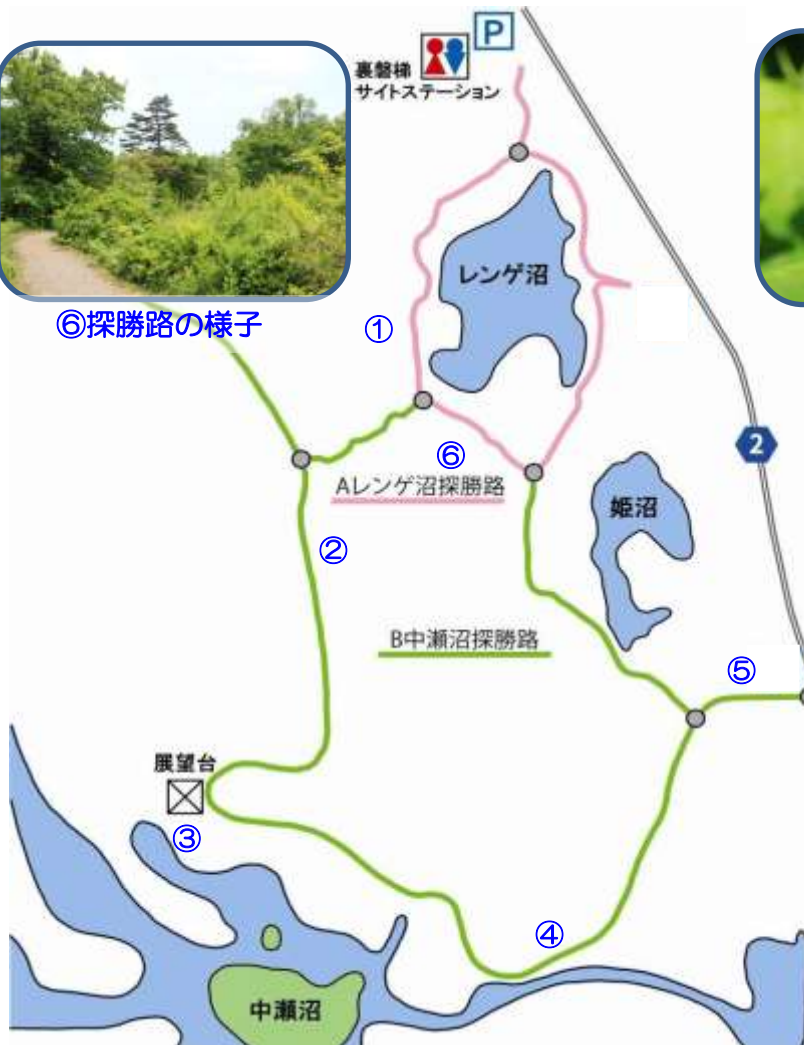 P
裏磐梯
サイトステーション
レンゲ沼
⑥探勝路の様子
①
2
⑥
Aレンゲ沼探勝路
姫沼
②
B中瀬沼探勝路
⑤
展望台
③
④
中瀬沼